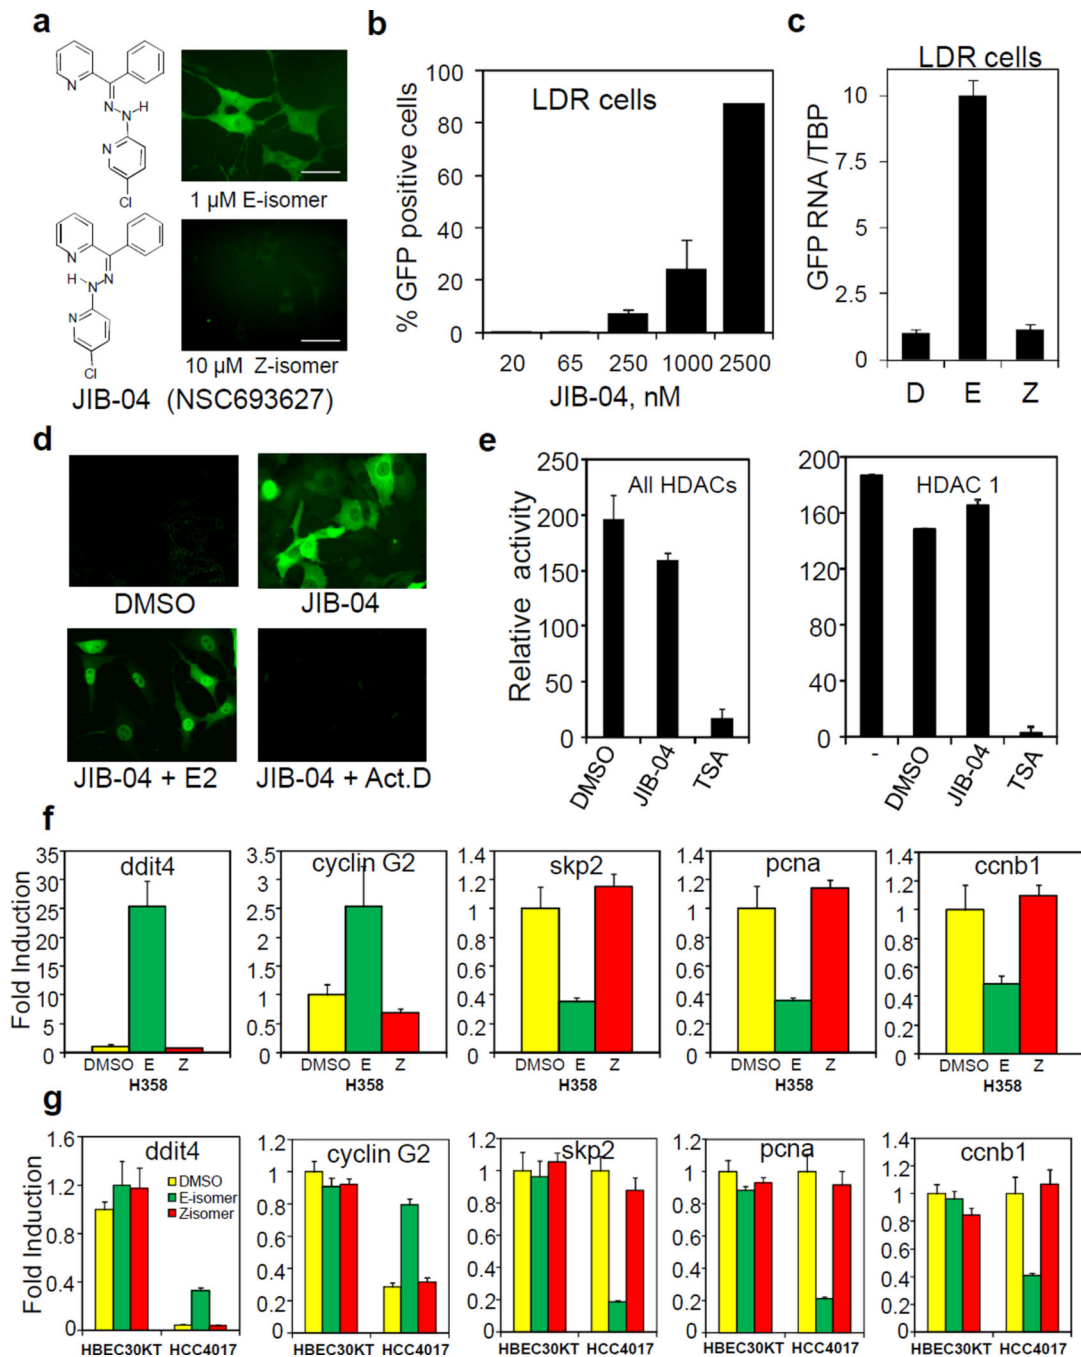 a
N
N
H
N
N
Cl
1 µM E-isomer
N
H
N
N
N
Cl
10 µM Z-isomer
JIB-04 (NSC693627)
b
LDR cells
% GFP positive cells
100
80
60
40
20
0
20 65 250 1000 2500
JIB-04, nM
c
LDR cells
GFP RNA /TBP
10
7.5
5
2.5
0
D E Z
d
DMSO
JIB-04
JIB-04 + E2
JIB-04 + Act.D
e
Relative activity
250
200
150
100
50
0
All HDACs
DMSO
JIB-04
TSA
200
160
120
80
40
0
HDAC 1
-
DMSO
JIB-04
TSA
f
Fold Induction
35
30
25
20
15
10
5
0
ddit4
DMSO E Z
H358
3.5
3
2.5
2
1.5
1
0.5
0
cyclin G2
DMSO E Z
H358
1.4
1.2
1
0.8
0.6
0.4
0.2
0
skp2
DMSO E Z
H358
1.4
1.2
1
0.8
0.6
0.4
0.2
0
pcna
DMSO E Z
H358
1.4
1.2
1
0.8
0.6
0.4
0.2
0
ccnb1
DMSO E Z
H358
g
Fold Induction
1.6
1.2
0.8
0.4
0
ddit4
DMSO
E-isomer
Zisomer
HBEC30KT HCC4017
1.2
1
0.8
0.6
0.4
0.2
0
cyclin G2
HBEC30KT HCC4017
1.2
1
0.8
0.6
0.4
0.2
0
skp2
HBEC30KT HCC4017
1.2
1
0.8
0.6
0.4
0.2
0
pcna
HBEC30KT HCC4017
1.4
1.2
1
0.8
0.6
0.4
0.2
0
ccnb1
HBEC30KT HCC4017